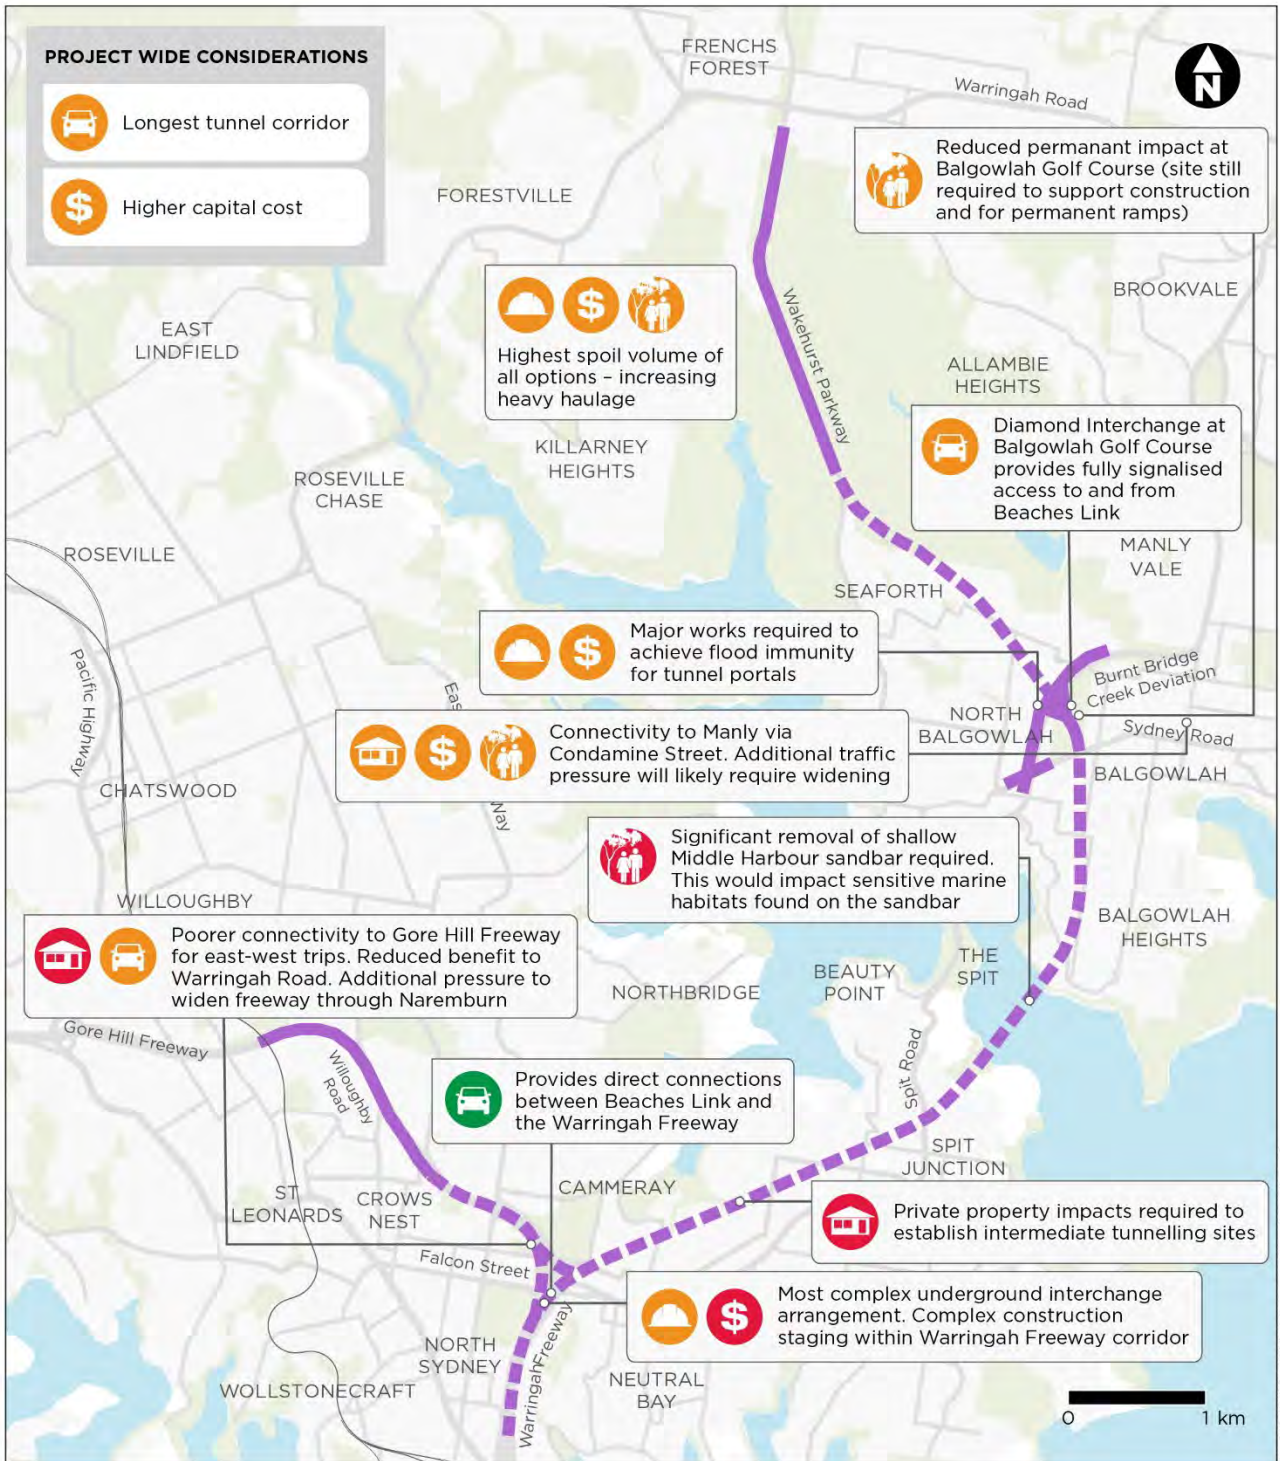 PROJECT WIDE CONSIDERATIONS
Longest tunnel corridor
$
Higher capital cost
FRENCHS
FOREST
Warringah Road
N
Reduced permanant impact at
Balgowlah Golf Course (site still
required to support construction
and for permanent ramps)
FORESTVILLE
BROOKVALE
EAST
LINDFIELD
$
Highest spoil volume of
all options – increasing
heavy haulage
Wakehurst Parkway
ALLAMBIE
HEIGHTS
Diamond Interchange at
Balgowlah Golf Course
provides fully signalised
access to and from
Beaches Link
KILLARNEY
HEIGHTS
ROSEVILLE
CHASE
ROSEVILLE
MANLY
VALE
SEAFORTH
$
Major works required to
achieve flood immunity
for tunnel portals
Pacific Highway
Burnt Bridge
Creek Deviation
Eas
NORTH
BALGOWLAH
Sydney Road
$
Connectivity to Manly via
Condamine Street. Additional traffic
pressure will likely require widening
BALGOWLAH
CHATSWOOD
Way
Significant removal of shallow
Middle Harbour sandbar required.
This would impact sensitive marine
habitats found on the sandbar
WILLOUGHBY
BALGOWLAH
HEIGHTS
Poorer connectivity to Gore Hill Freeway
for east-west trips. Reduced benefit to
Warringah Road. Additional pressure to
widen freeway through Naremburn
THE
SPIT
BEAUTY
POINT
NORTHBRIDGE
Gore Hill Freeway
Willoughby
Road
Spit Road
Provides direct connections
between Beaches Link and
the Warringah Freeway
SPIT
JUNCTION
CAMMERAY
ST
LEONARDS
CROWS
NEST
Private property impacts required to
establish intermediate tunnelling sites
Falcon Street
$
Most complex underground interchange
arrangement. Complex construction
staging within Warringah Freeway corridor
NORTH
SYDNEY
Warringah Freeway
WOLLSTONECRAFT
NEUTRAL
BAY
0
1 km